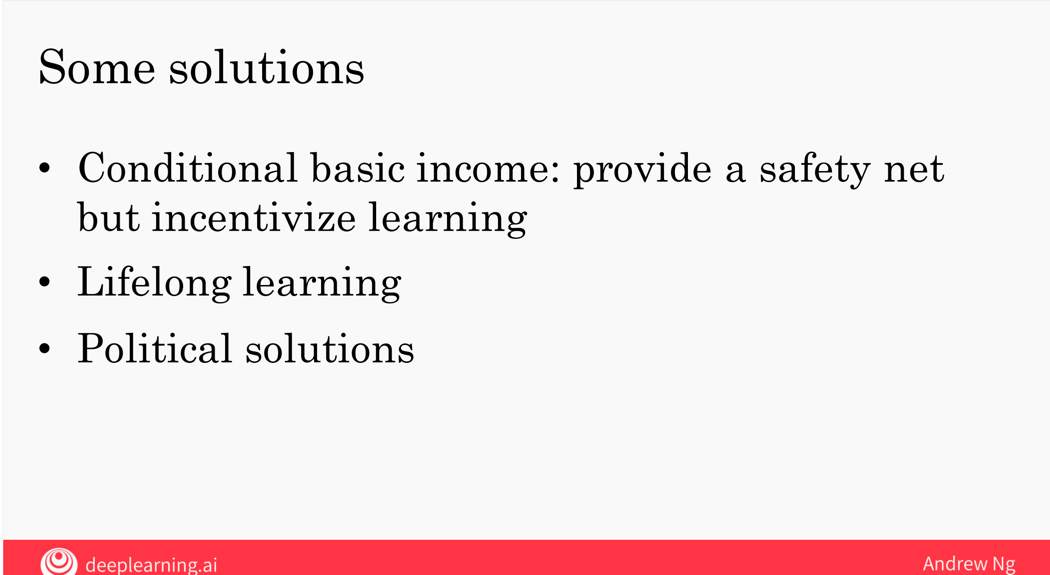 Some solutions
• Conditional basic income: provide a safety net
but incentivize learning
• Lifelong learning
• Political solutions
deeplearning.ai
Andrew Ng